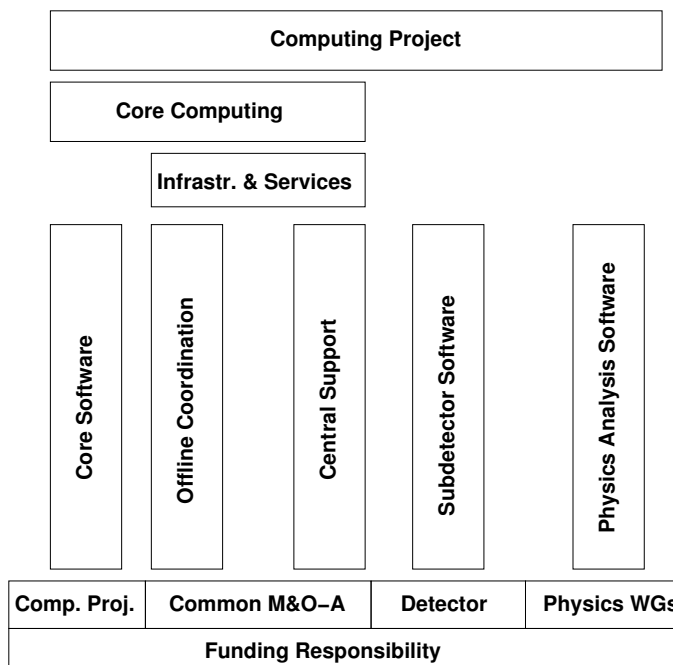 Computing Project
Core Computing
Infrastr. & Services
Core Software
Offline Coordination
Central Support
Subdetector Software
Physics Analysis Software
Comp. Proj.
Common M&O−A
Detector
Physics WGs
Funding Responsibility